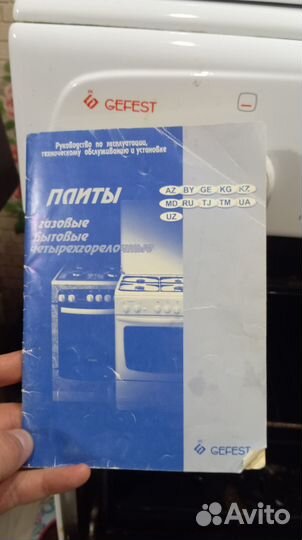 GEFEST
Руководство по эксплуатации,
техническому обслуживанию и установке
ПЛИТЫ
AZ BY GE KG KZ
MD RU TJ TM UA
UZ
газовые
бытовые
четырехгорелочные
GEFEST
Avito